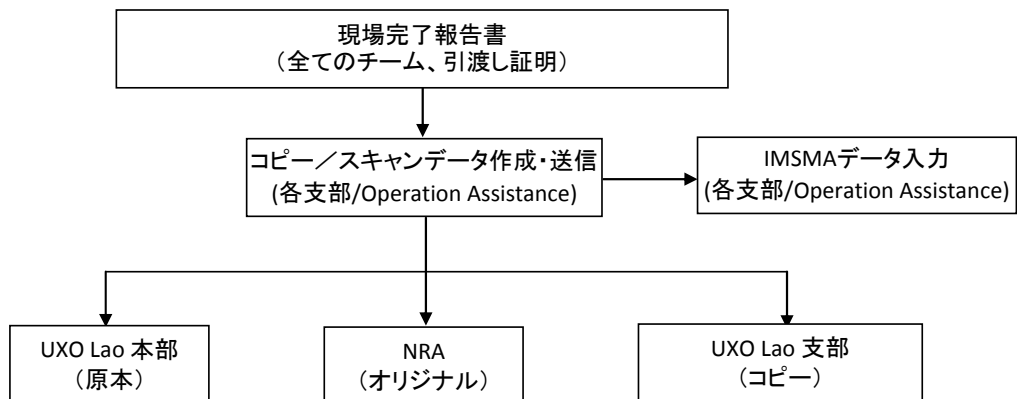 現場完了報告書
（全てのチーム、引渡し証明）
コピー／スキャンデータ作成・送信
(各支部/Operation Assistance)
IMSMAデータ入力
(各支部/Operation Assistance)
UXO Lao 本部
（原本）
NRA
（オリジナル）
UXO Lao 支部
（コピー）